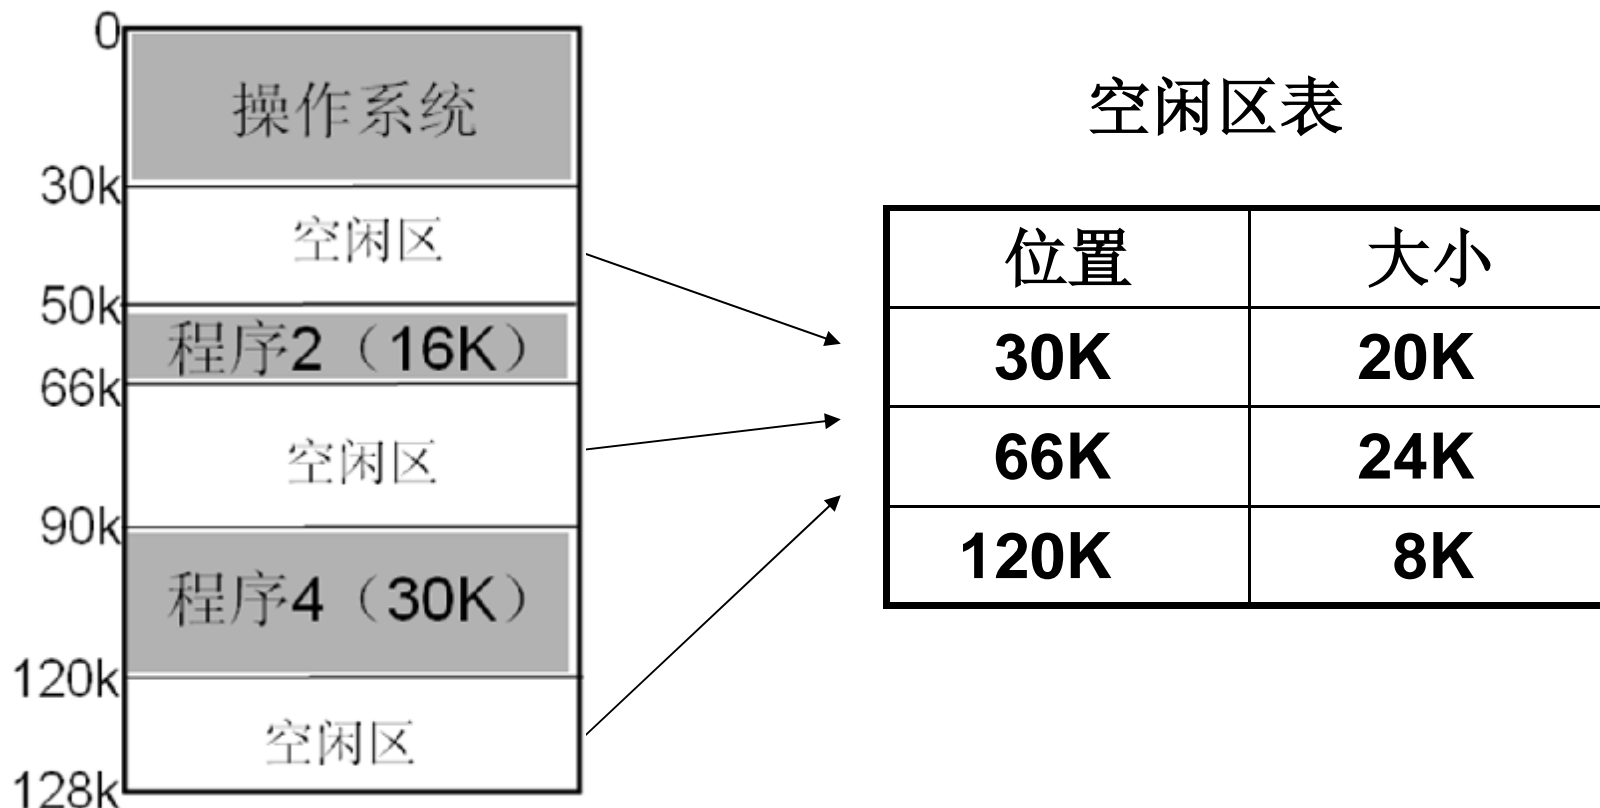 0
操作系统
30k
空闲区
50k
程序2（16K）
66k
空闲区
90k
程序4（30K）
120k
空闲区
128k
空闲区表
位置 大小
30K 20K
66K 24K
120K 8K